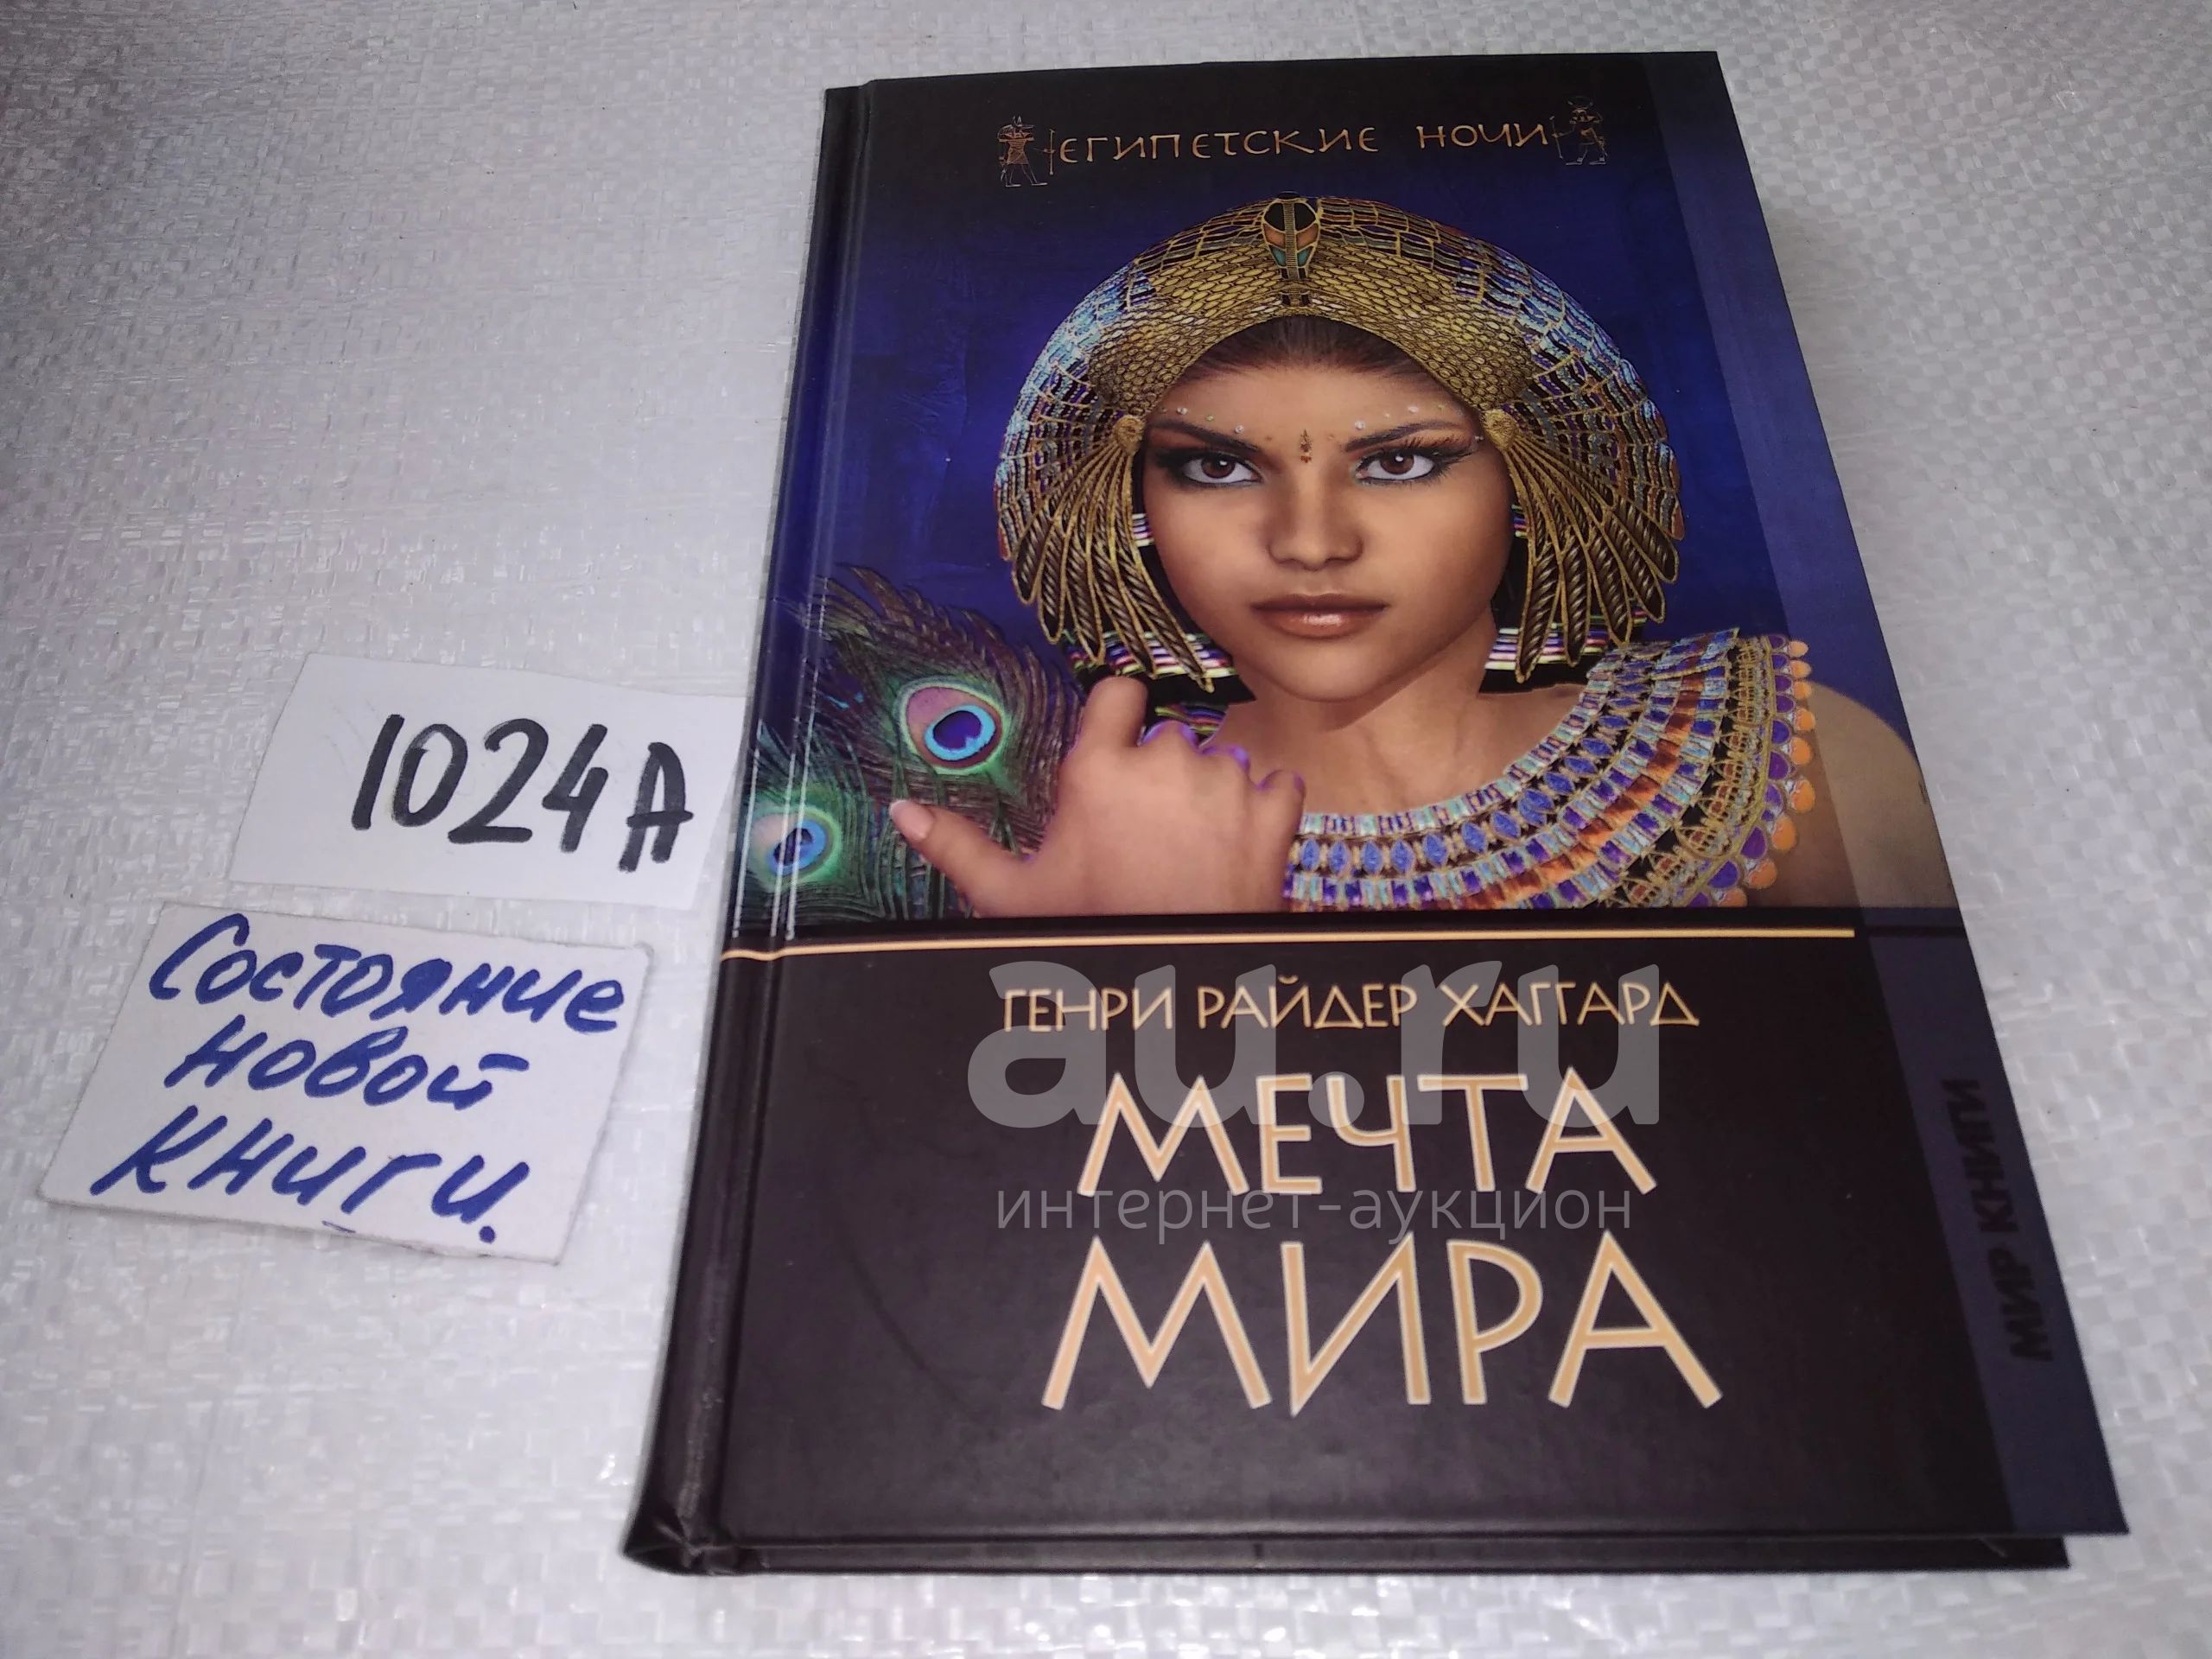 ЕГИПЕТСКИЕ НОЧИ
1024А
Состояние
новой
книги.
ГЕНРИ РАЙДЕР ХАГГАРД
au.ru
МЕЧТА
интернет-аукцион
МИРА
МИР КНИГИ